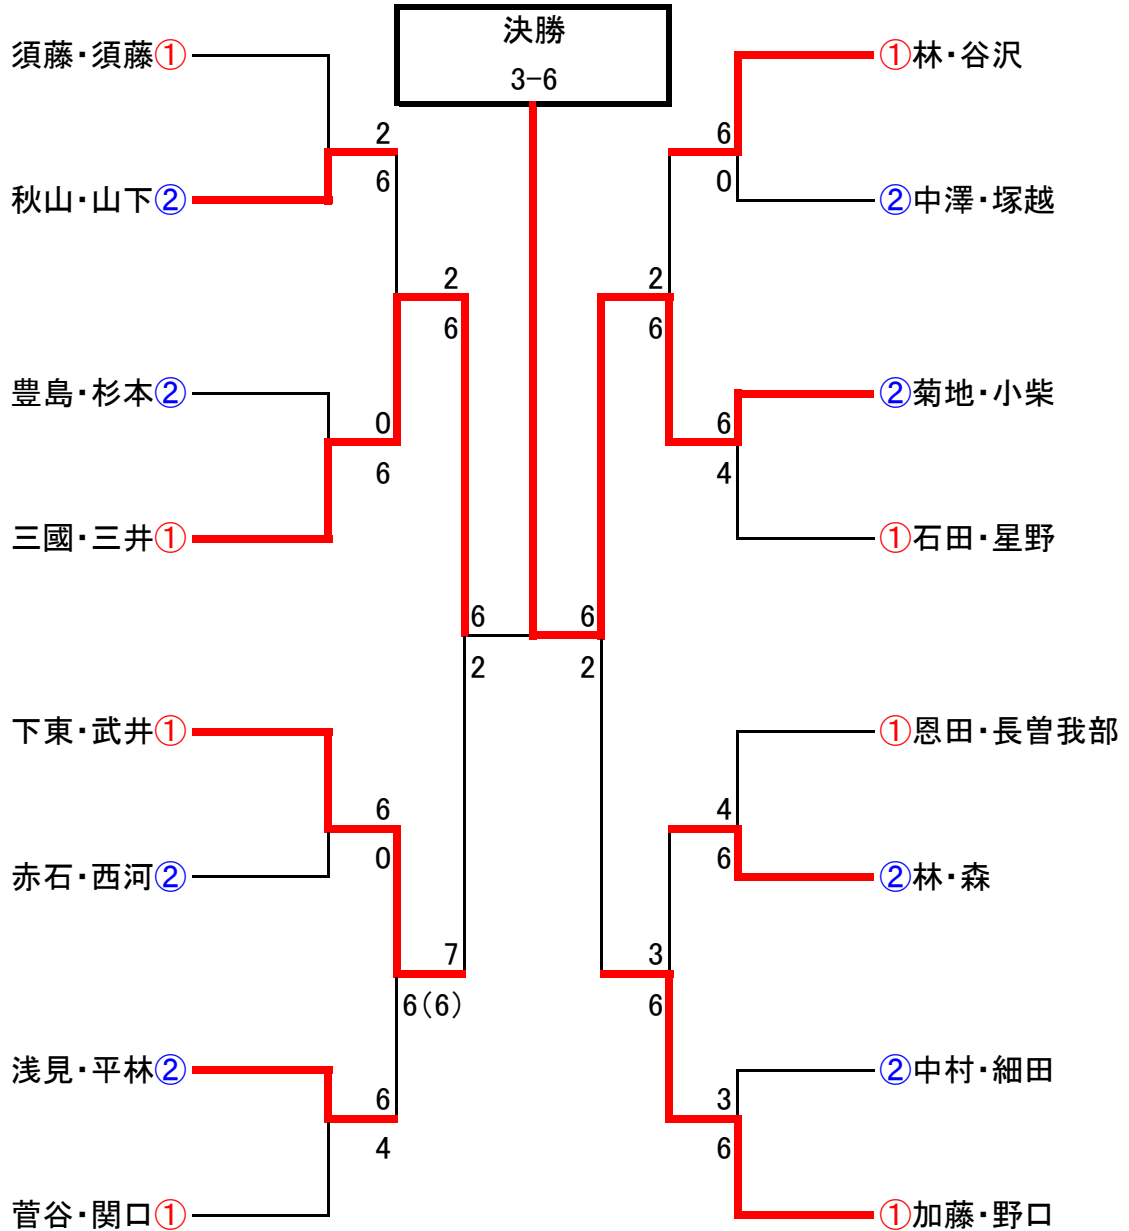 決勝
3-6
須藤・須藤①
2
6
秋山・山下②
2
6
豊島・杉本②
0
6
三國・三井①
6
2
下東・武井①
6
0
赤石・西河②
7
6(6)
浅見・平林②
6
4
菅谷・関口①
①林・谷沢
6
0
②中澤・塚越
2
6
②菊地・小柴
6
4
①石田・星野
6
2
①恩田・長曽我部
4
6
②林・森
3
6
②中村・細田
3
6
①加藤・野口